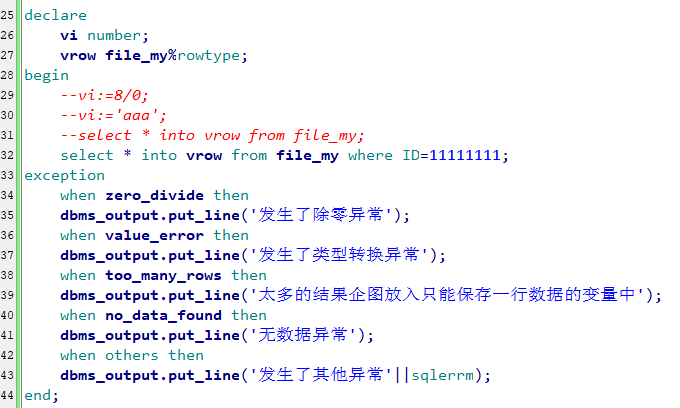 25 declare
26     vi number;
27     vrow file_my%rowtype;
28 begin
29     --vi:=8/0;
30     --vi:='aaa';
31     --select * into vrow from file_my;
32     select * into vrow from file_my where ID=11111111;
33 exception
34     when zero_divide then
35     dbms_output.put_line('发生了除零异常');
36     when value_error then
37     dbms_output.put_line('发生了类型转换异常');
38     when too_many_rows then
39     dbms_output.put_line('太多的结果企图放入只能保存一行数据的变量中');
40     when no_data_found then
41     dbms_output.put_line('无数据异常');
42     when others then
43     dbms_output.put_line('发生了其他异常'||sqlerrm);
44 end;